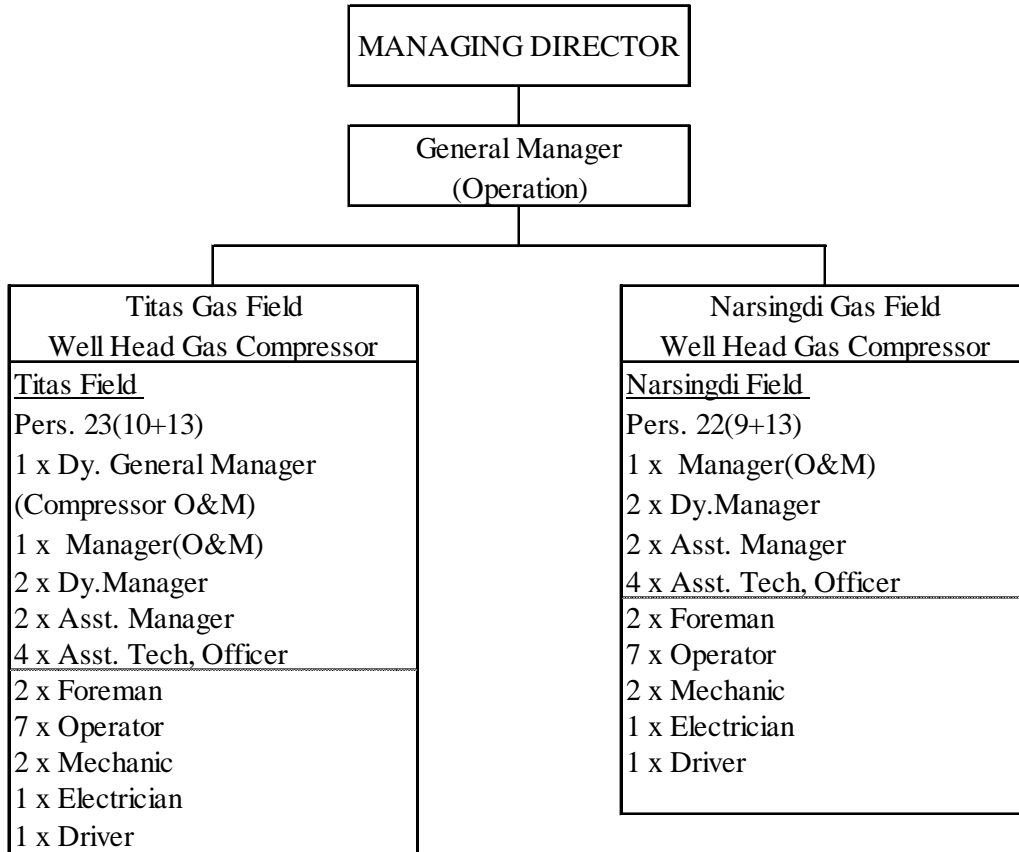 MANAGING DIRECTOR
General Manager
(Operation)
Titas Gas Field
Well Head Gas Compressor
Titas Field
Pers. 23(10+13)
1 x Dy. General Manager
(Compressor O&M)
1 x Manager(O&M)
2 x Dy.Manager
2 x Asst. Manager
4 x Asst. Tech, Officer
2 x Foreman
7 x Operator
2 x Mechanic
1 x Electrician
1 x Driver
Narsingdi Gas Field
Well Head Gas Compressor
Narsingdi Field
Pers. 22(9+13)
1 x Manager(O&M)
2 x Dy.Manager
2 x Asst. Manager
4 x Asst. Tech, Officer
2 x Foreman
7 x Operator
2 x Mechanic
1 x Electrician
1 x Driver